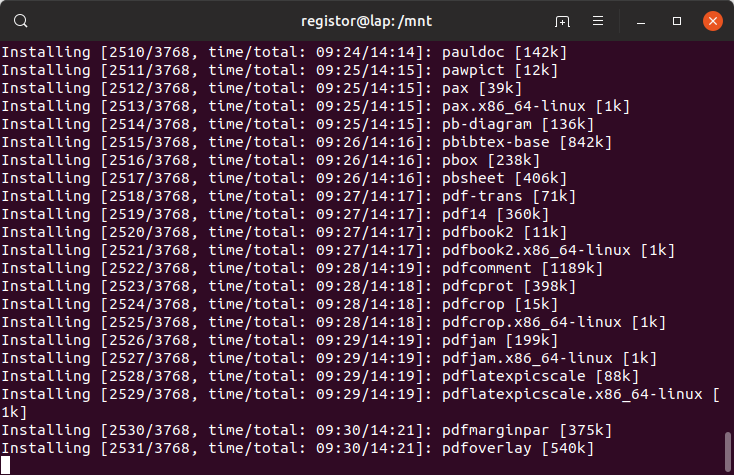 registor@lap: /mnt
Installing [2510/3768, time/total: 09:24/14:14]: pauldoc [142k]
Installing [2511/3768, time/total: 09:25/14:15]: pawpict [12k]
Installing [2512/3768, time/total: 09:25/14:15]: pax [39k]
Installing [2513/3768, time/total: 09:25/14:15]: pax.x86_64-linux [1k]
Installing [2514/3768, time/total: 09:25/14:15]: pb-diagram [136k]
Installing [2515/3768, time/total: 09:26/14:16]: pbibtex-base [842k]
Installing [2516/3768, time/total: 09:26/14:16]: pbox [238k]
Installing [2517/3768, time/total: 09:26/14:16]: pbsheet [406k]
Installing [2518/3768, time/total: 09:27/14:17]: pdf-trans [71k]
Installing [2519/3768, time/total: 09:27/14:17]: pdf14 [360k]
Installing [2520/3768, time/total: 09:27/14:17]: pdfbook2 [11k]
Installing [2521/3768, time/total: 09:27/14:17]: pdfbook2.x86_64-linux [1k]
Installing [2522/3768, time/total: 09:28/14:19]: pdfcomment [1189k]
Installing [2523/3768, time/total: 09:28/14:18]: pdfcprot [398k]
Installing [2524/3768, time/total: 09:28/14:18]: pdfcrop [15k]
Installing [2525/3768, time/total: 09:28/14:18]: pdfcrop.x86_64-linux [1k]
Installing [2526/3768, time/total: 09:29/14:19]: pdfjam [199k]
Installing [2527/3768, time/total: 09:29/14:19]: pdfjam.x86_64-linux [1k]
Installing [2528/3768, time/total: 09:29/14:19]: pdflatexpicscale [88k]
Installing [2529/3768, time/total: 09:29/14:19]: pdflatexpicscale.x86_64-linux [
1k]
Installing [2530/3768, time/total: 09:30/14:21]: pdfmarginpar [375k]
Installing [2531/3768, time/total: 09:30/14:21]: pdfoverlay [540k]